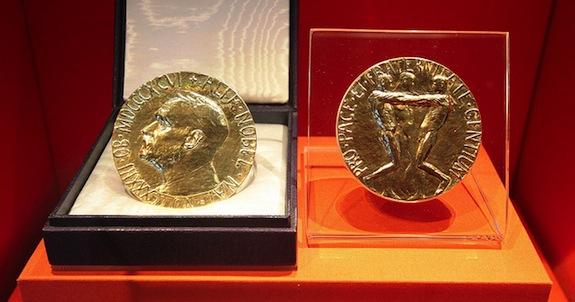 MDCCCXXXIII OB· MDCCCXCVI · ALFR· NOBEL NAT
PRO PACE ET FRATERNITATE GENTIUM